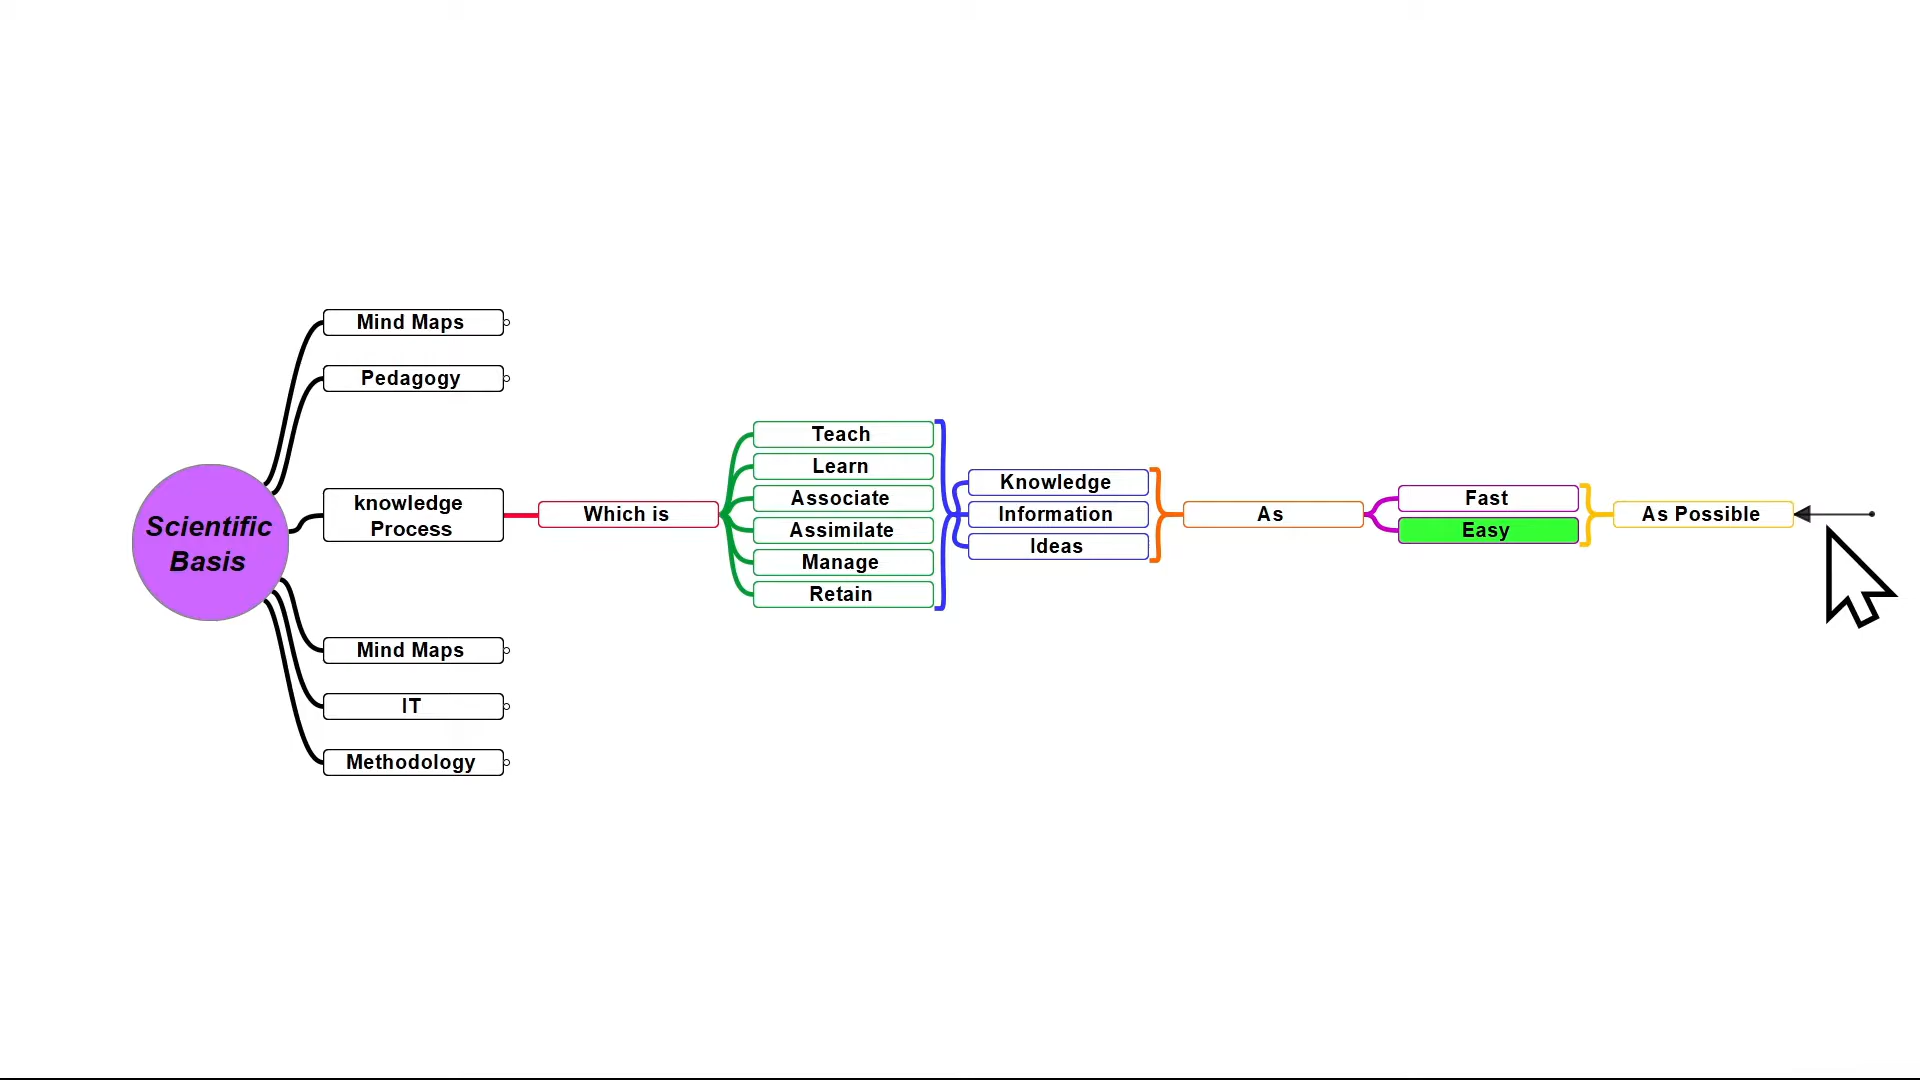 Scientific
Basis
Mind Maps
Pedagogy
knowledge
Process
Mind Maps
IT
Methodology
Which is
Teach
Learn
Associate
Assimilate
Manage
Retain
Knowledge
Information
Ideas
As
Fast
Easy
As Possible